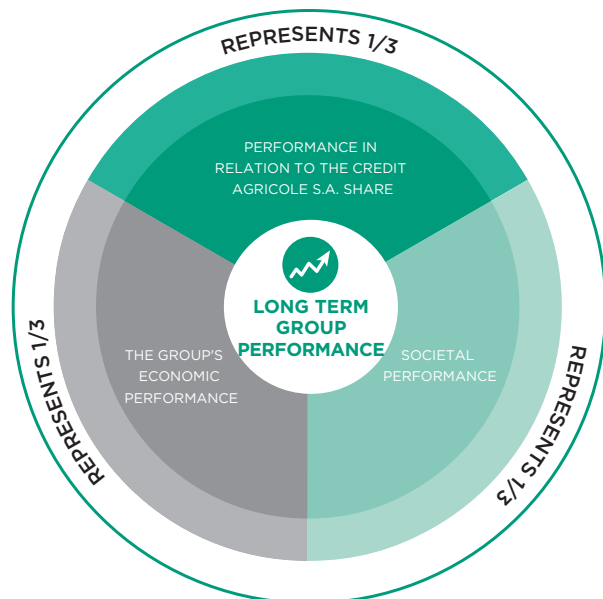 REPRESENTS 1/3
PERFORMANCE IN
RELATION TO THE CREDIT
AGRICOLE S.A. SHARE
LONG TERM
GROUP
PERFORMANCE
THE GROUP'S
ECONOMIC
PERFORMANCE
SOCIETAL
PERFORMANCE
REPRESENTS 1/3
REPRESENTS 1/3